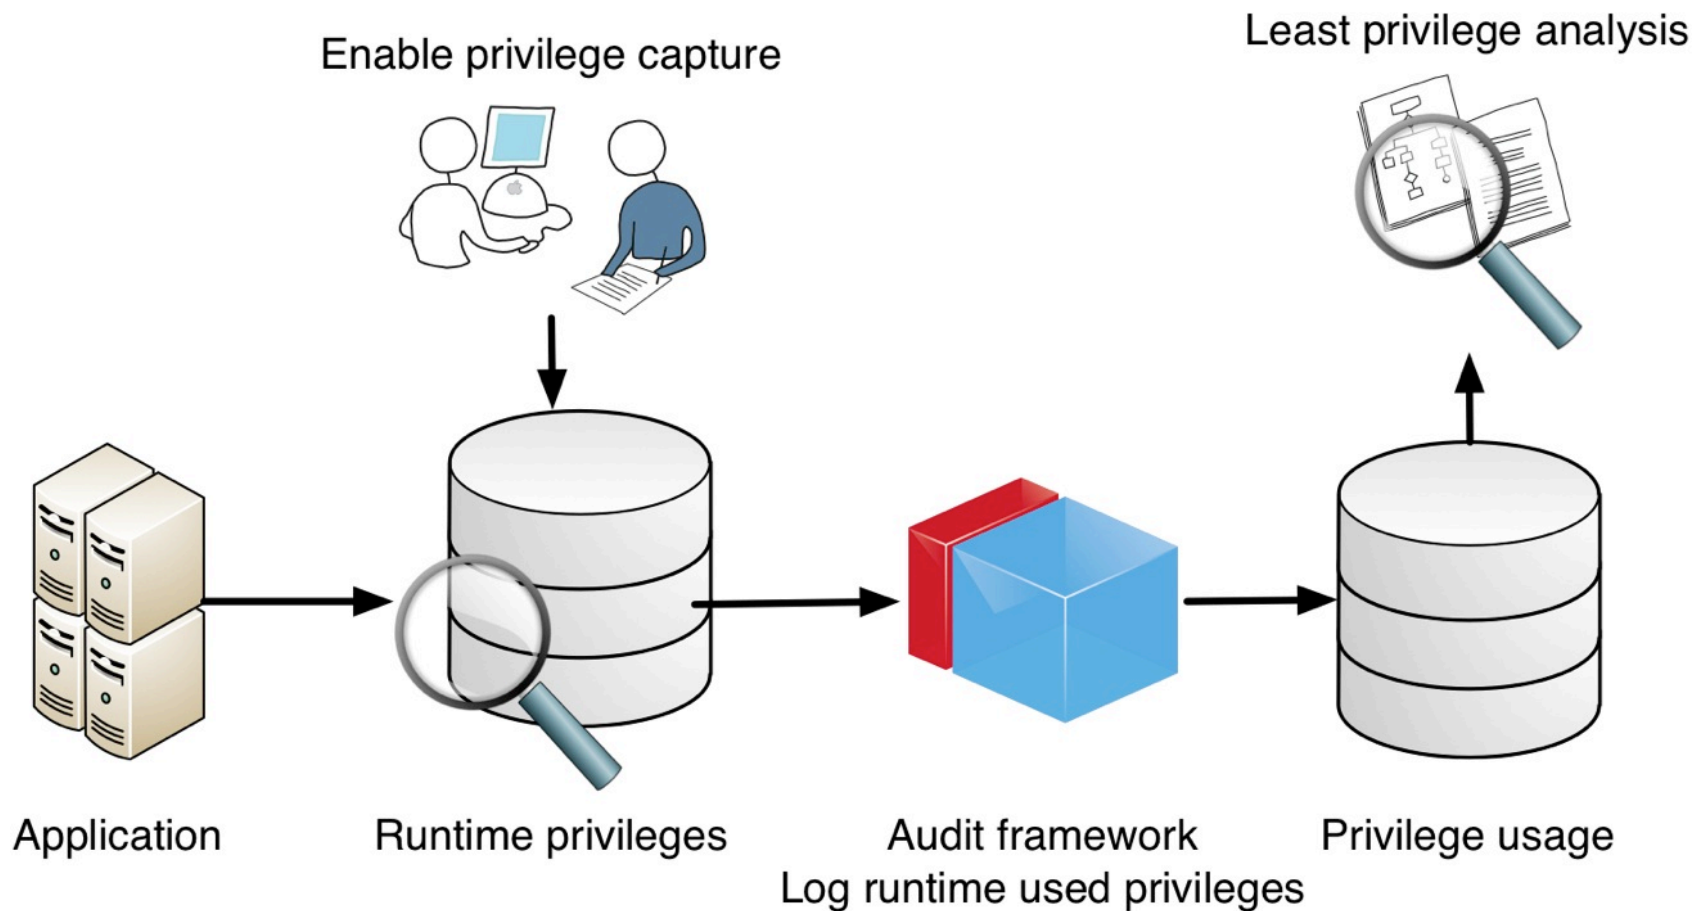 Least privilege analysis
Enable privilege capture
Application
Runtime privileges
Audit framework
Log runtime used privileges
Privilege usage